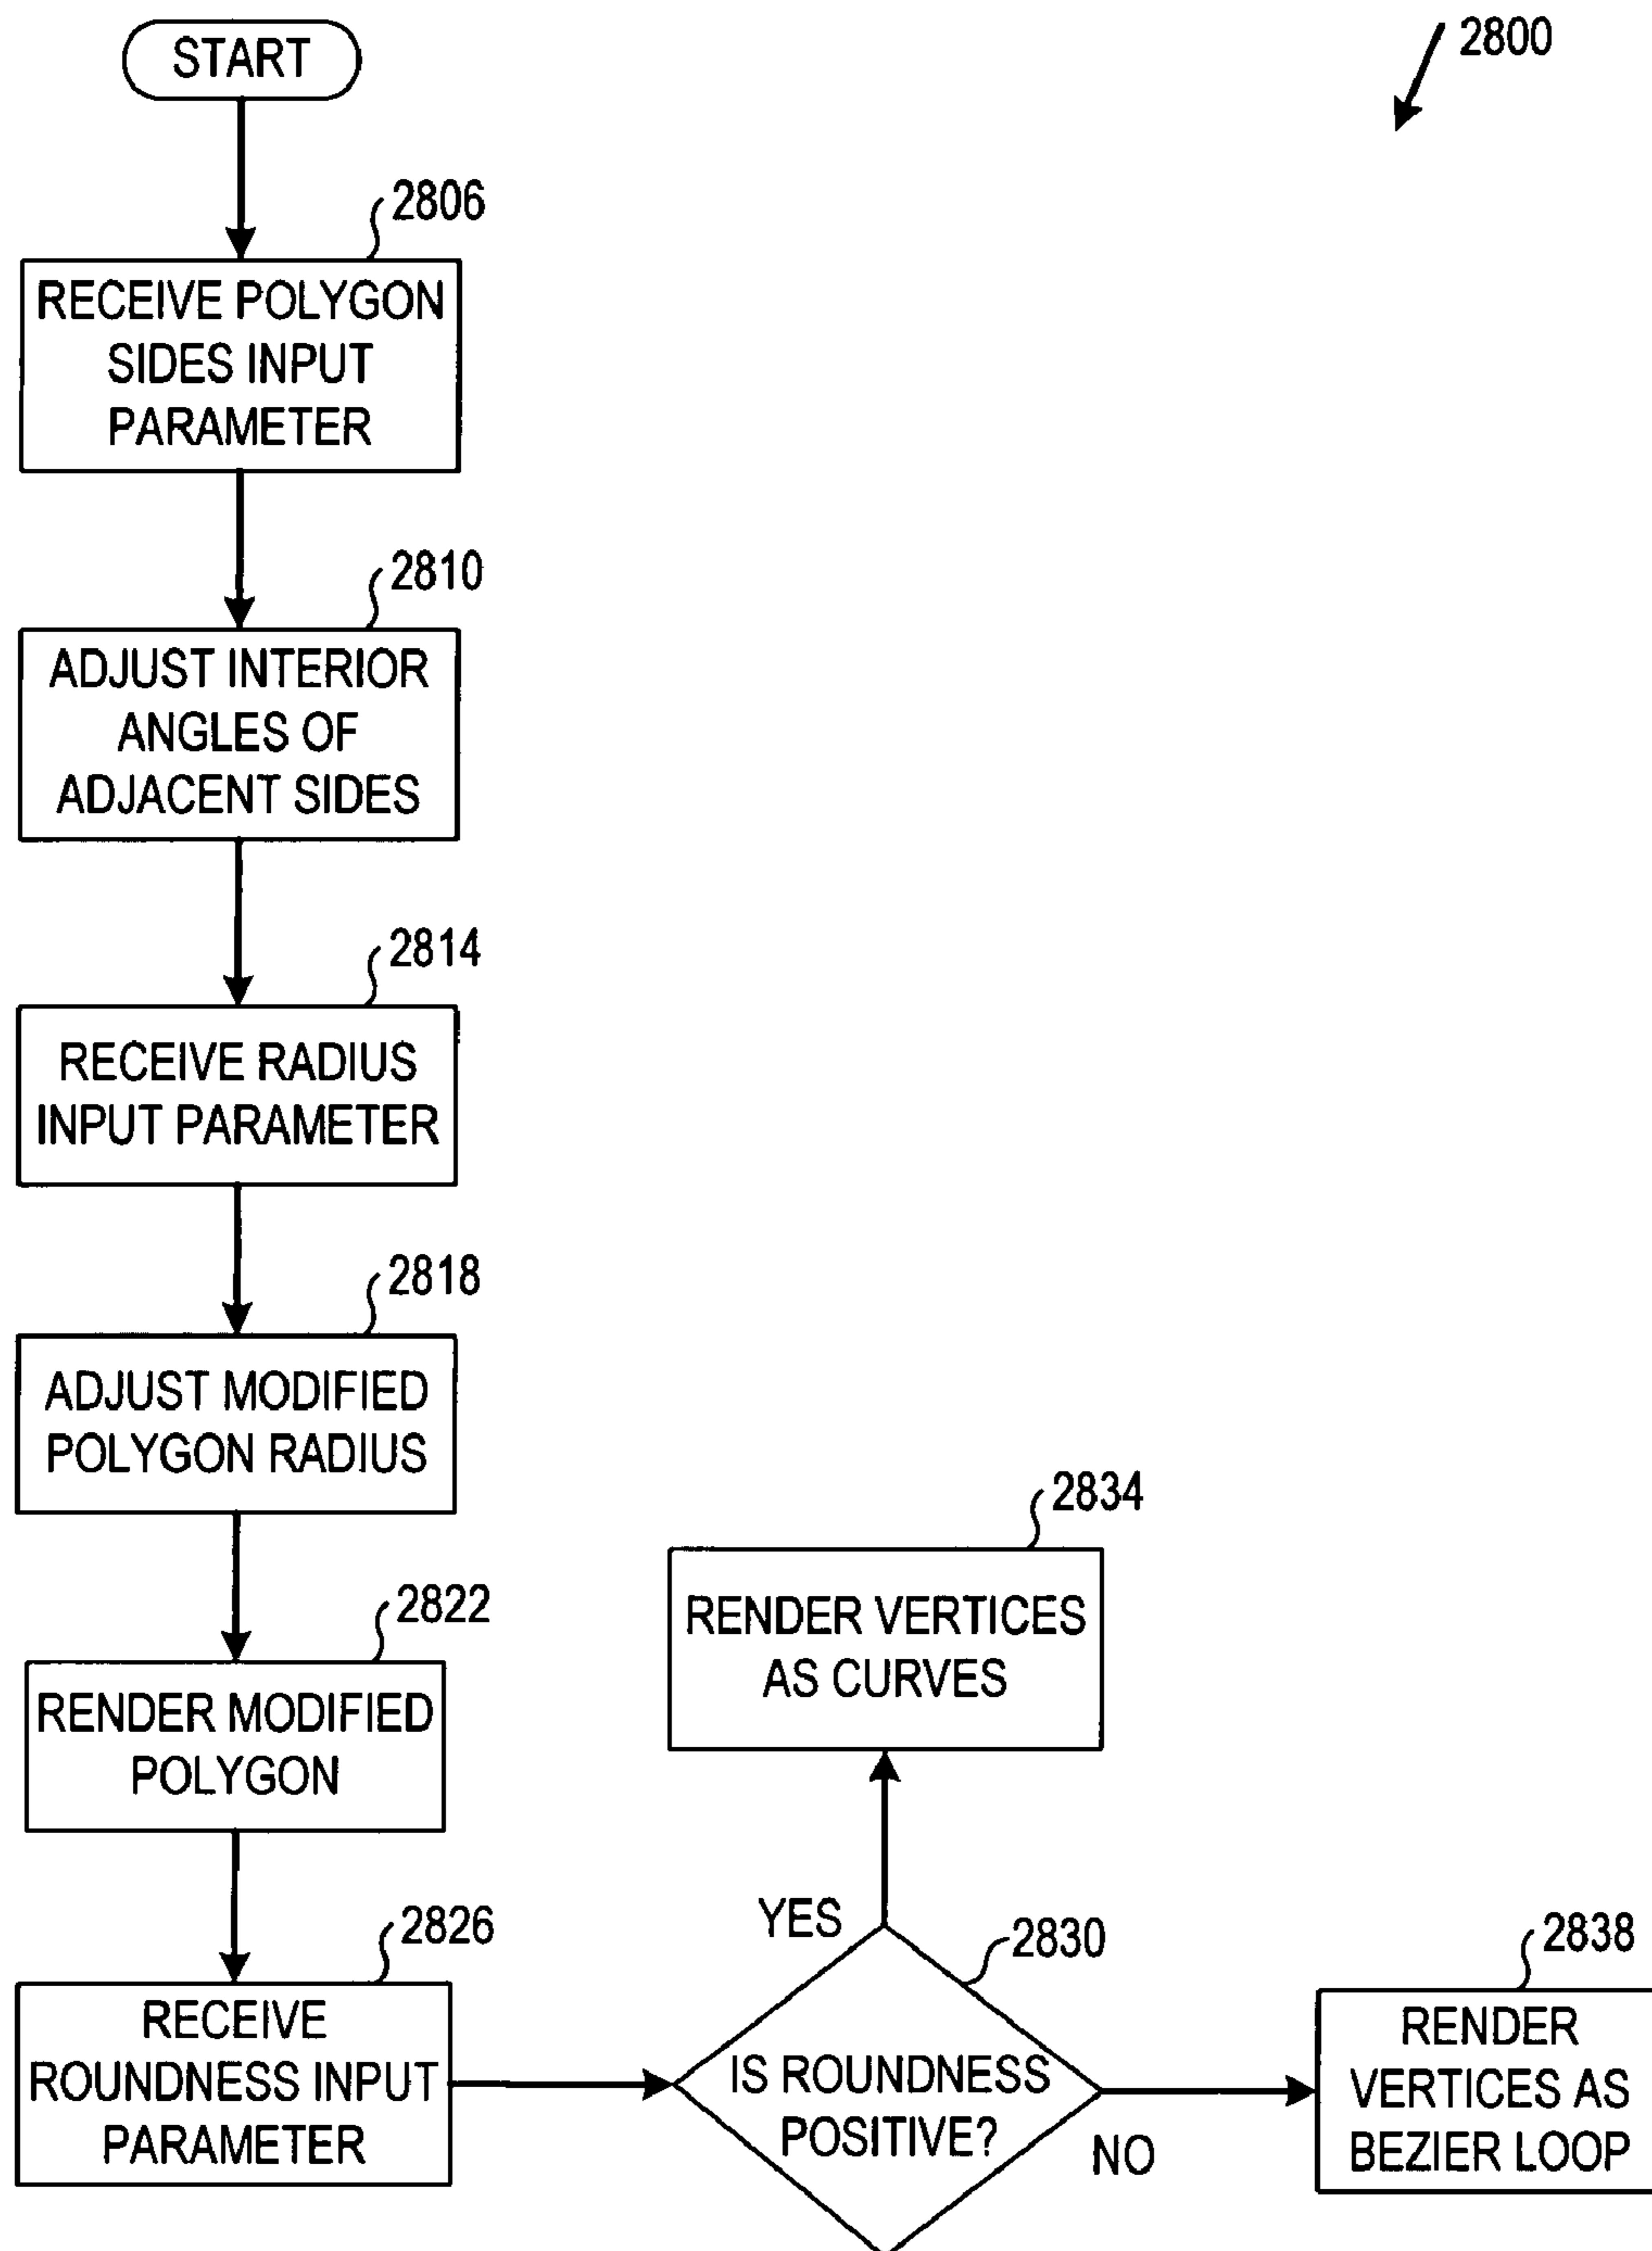 START
2800
2806
RECEIVE POLYGON
SIDES INPUT
PARAMETER
2810
ADJUST INTERIOR
ANGLES OF
ADJACENT SIDES
2814
RECEIVE RADIUS
INPUT PARAMETER
2818
ADJUST MODIFIED
POLYGON RADIUS
2822
RENDER MODIFIED
POLYGON
2826
RECEIVE
ROUNDNESS INPUT
PARAMETER
2830
IS ROUNDNESS
POSITIVE?
YES
2834
RENDER VERTICES
AS CURVES
NO
2838
RENDER
VERTICES AS
BEZIER LOOP